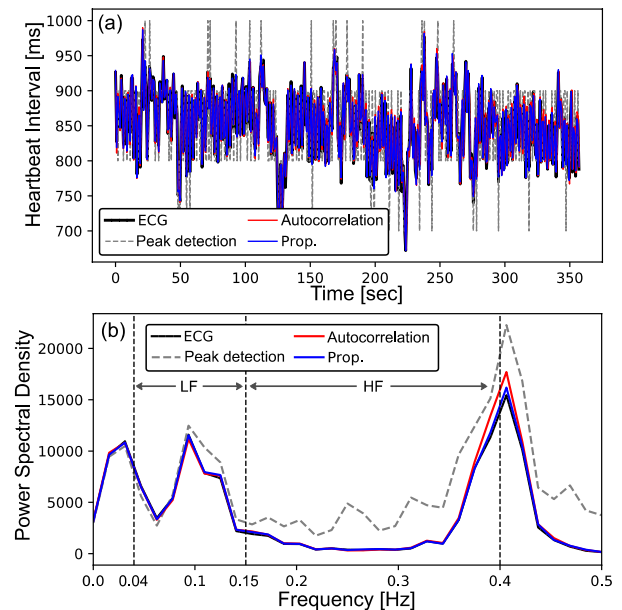 (a)
Heartbeat Interval [ms]
1000
950
900
850
800
750
700
ECG
Peak detection
Autocorrelation
Prop.
0 50 100 150 200 250 300 350
Time [sec]
(b)
Power Spectral Density
20000
15000
10000
5000
0
ECG
Peak detection
Autocorrelation
Prop.
LF
HF
0.0 0.04 0.1 0.15 0.2 0.3 0.4 0.5
Frequency [Hz]